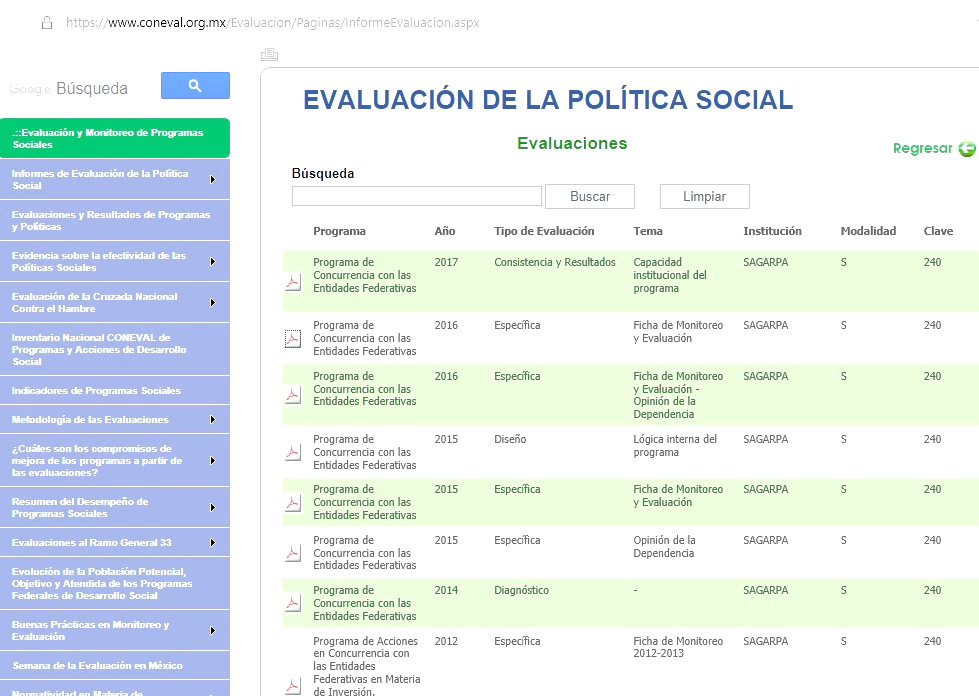 https://www.coneval.org.mx/Evaluacion/Paginas/InformeEvaluacion.aspx
Google Búsqueda
.::Evaluación y Monitoreo de Programas
Sociales
Informes de Evaluación de la Política
Social
Evaluaciones y Resultados de Programas
y Políticas
Evidencia sobre la efectividad de las
Políticas Sociales
Evaluación de la Cruzada Nacional
Contra el Hambre
Inventario Nacional CONEVAL de
Programas y Acciones de Desarrollo
Social
Indicadores de Programas Sociales
Metodología de las Evaluaciones
¿Cuáles son los compromisos de
mejora de los programas a partir de
las evaluaciones?
Resumen del Desempeño de
Programas Sociales
Evaluaciones al Ramo General 33
Evolución de la Población Potencial,
Objetivo y Atendida de los Programas
Federales de Desarrollo Social
Buenas Prácticas en Monitoreo y
Evaluación
Semana de la Evaluación en México
Normatividad en Materia de
EVALUACIÓN DE LA POLÍTICA SOCIAL
Evaluaciones
Regresar
Búsqueda
Buscar Limpiar
Programa Año Tipo de Evaluación Tema Institución Modalidad Clave
Programa de 2017 Consistencia y Resultados Capacidad SAGARPA S 240
Concurrencia con las institucional del
Entidades Federativas programa
Programa de 2016 Específica Ficha de Monitoreo SAGARPA S 240
Concurrencia con las y Evaluación
Entidades Federativas
Programa de 2016 Específica Ficha de Monitoreo SAGARPA S 240
Concurrencia con las y Evaluación -
Entidades Federativas Opinión de la
Dependencia
Programa de 2015 Diseño Lógica interna del SAGARPA S 240
Concurrencia con las programa
Entidades Federativas
Programa de 2015 Específica Ficha de Monitoreo SAGARPA S 240
Concurrencia con las y Evaluación
Entidades Federativas
Programa de 2015 Específica Opinión de la SAGARPA S 240
Concurrencia con las Dependencia
Entidades Federativas
Programa de 2014 Diagnóstico - SAGARPA S 240
Concurrencia con las
Entidades Federativas
Programa de Acciones 2012 Específica Ficha de Monitoreo SAGARPA S 240
en Concurrencia con 2012-2013
las Entidades
Federativas en Materia
de Inversión,